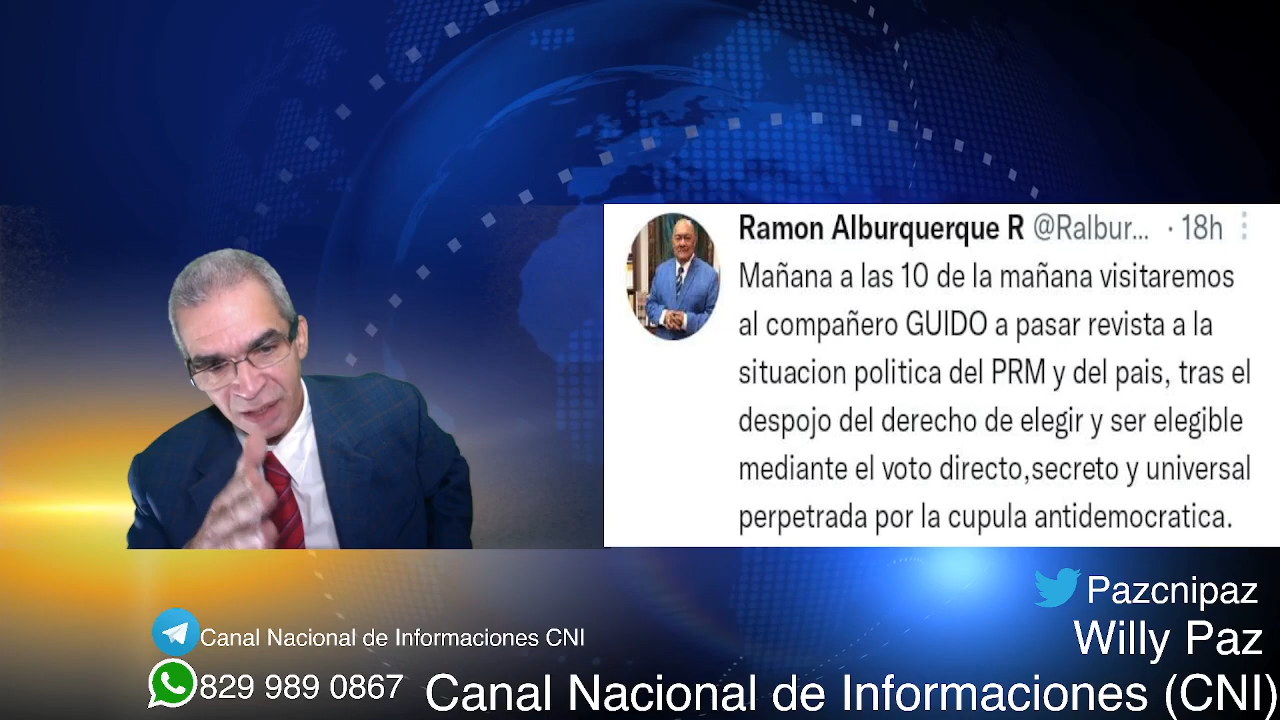 Ramon Alburquerque R @Ralbur... · 18h
Mañana a las 10 de la mañana visitaremos
al compañero GUIDO a pasar revista a la
situacion politica del PRM y del pais, tras el
despojo del derecho de elegir y ser elegible
mediante el voto directo,secreto y universal
perpetrada por la cupula antidemocratica.
Pazcnipaz
Canal Nacional de Informaciones CNI
Willy Paz
829 989 0867
Canal Nacional de Informaciones (CNI)